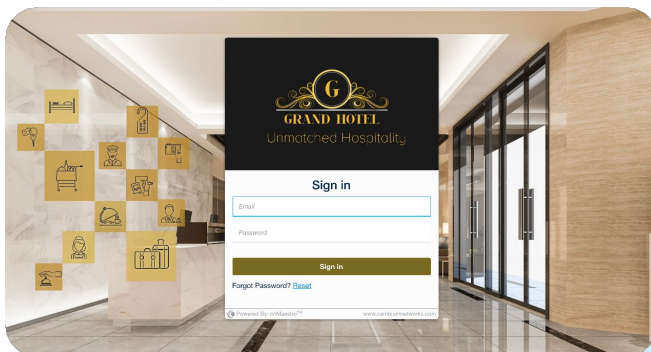 G
GRAND HOTEL
Unmatched Hospitality
Sign in
Email
Password
Sign in
Forgot Password? Reset
Powered By: cnMaestro™
www.cambiumnetworks.com